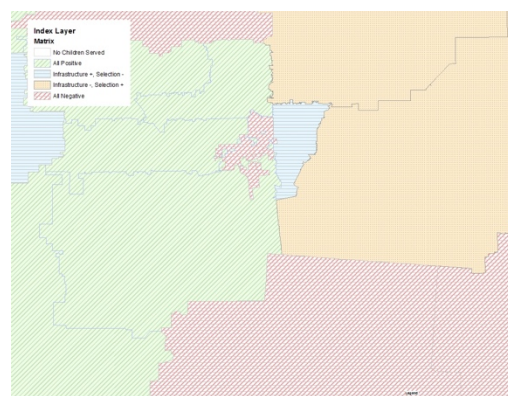 Index Layer
Matrix
No Children Served
All Positive
Infrastructure +, Selection -
Infrastructure -, Selection +
All Negative